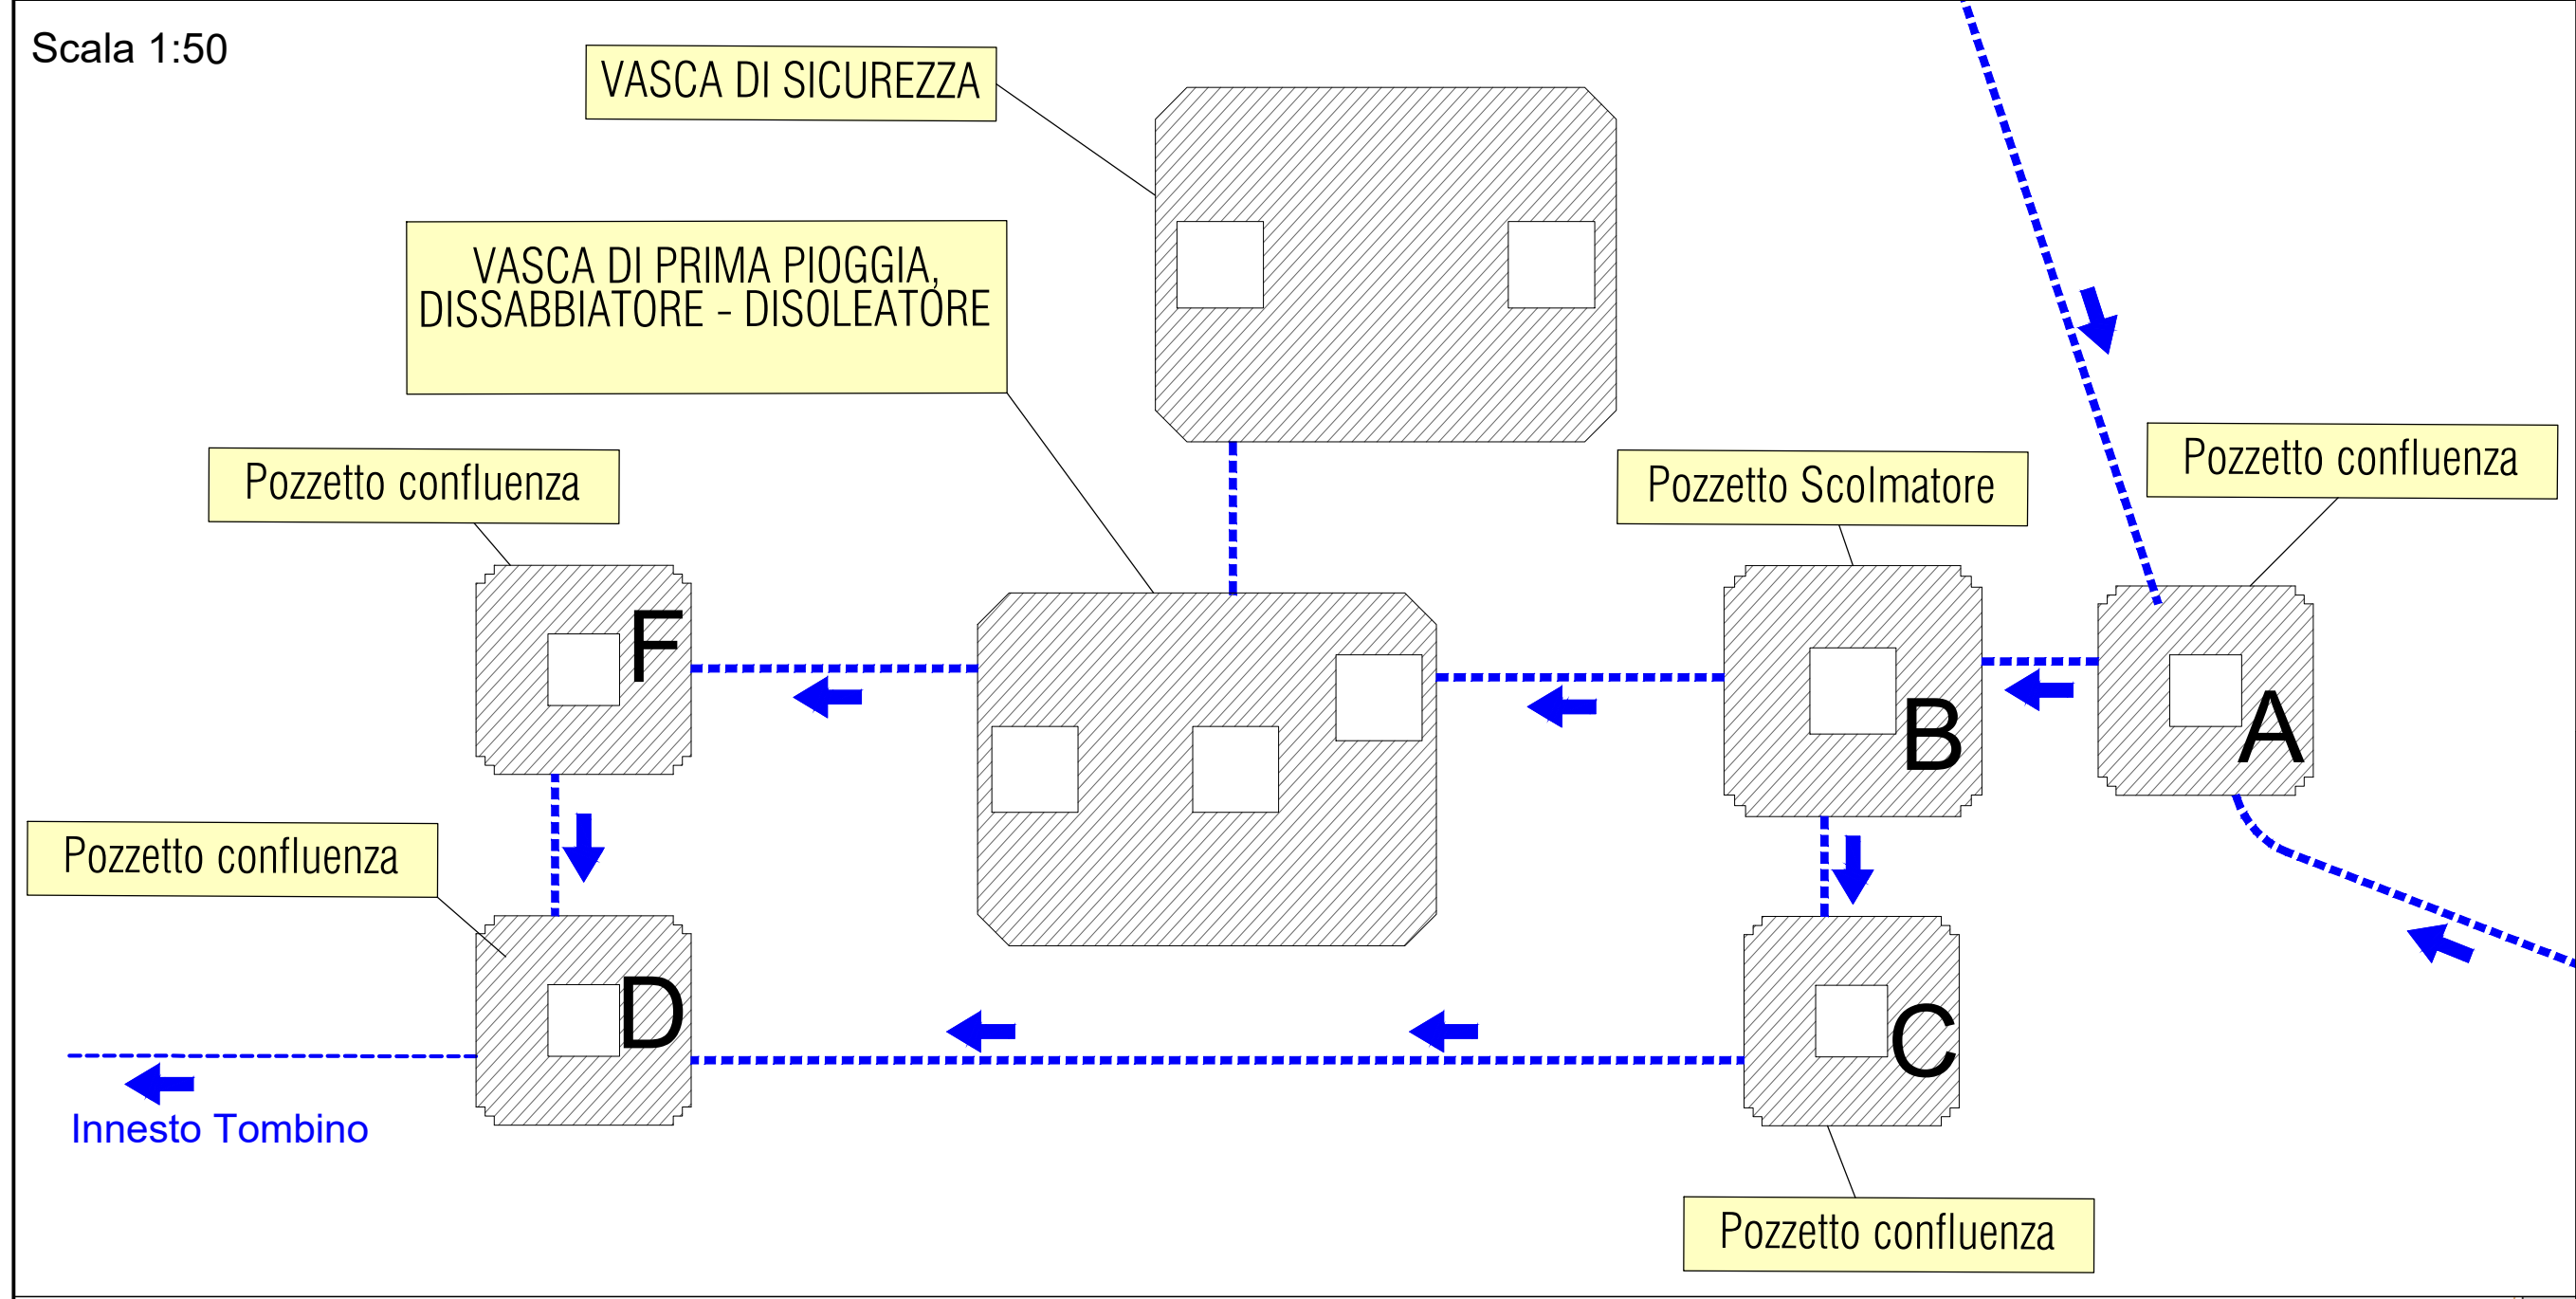 Scala 1:50
VASCA DI SICUREZZA
VASCA DI PRIMA PIOGGIA,
DISSABBIATORE - DISOLEATORE
Pozzetto confluenza
Pozzetto Scolmatore
Pozzetto confluenza
F
B
A
Pozzetto confluenza
D
C
Innesto Tombino
Pozzetto confluenza